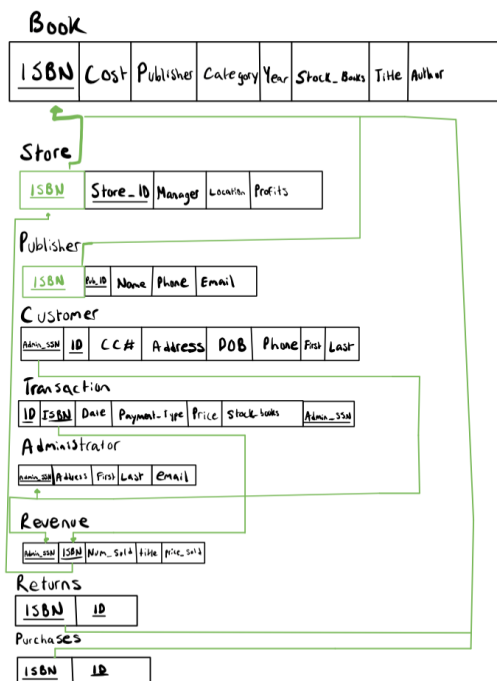 Book
ISBN Cost Publisher Category Year Stock_Books Title Author
Store
ISBN Store_ID Manager Location Profits
Publisher
ISBN Pub_ID Name Phone Email
Customer
Admin_SSN ID CC# Address DOB Phone First Last
Transaction
ID ISBN Date Payment-Type Price Stock_books Admin_SSN
Administrator
Admin_SSN Address First Last email
Revenue
Admin_SSN ISBN Num_Sold title Price_Sold
Returns
ISBN ID
Purchases
ISBN ID